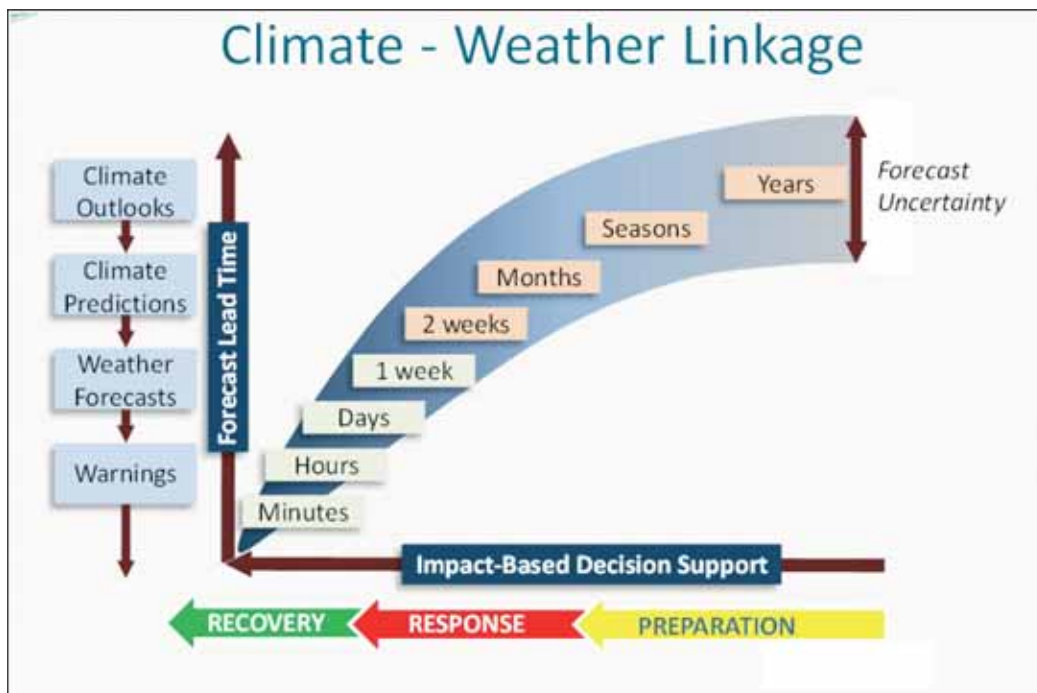 Climate - Weather Linkage
Climate
Outlooks
Climate
Predictions
Weather
Forecasts
Warnings
Forecast Lead Time
Years
Seasons
Months
2 weeks
1 week
Days
Hours
Minutes
Forecast
Uncertainty
Impact-Based Decision Support
RECOVERY
RESPONSE
PREPARATION